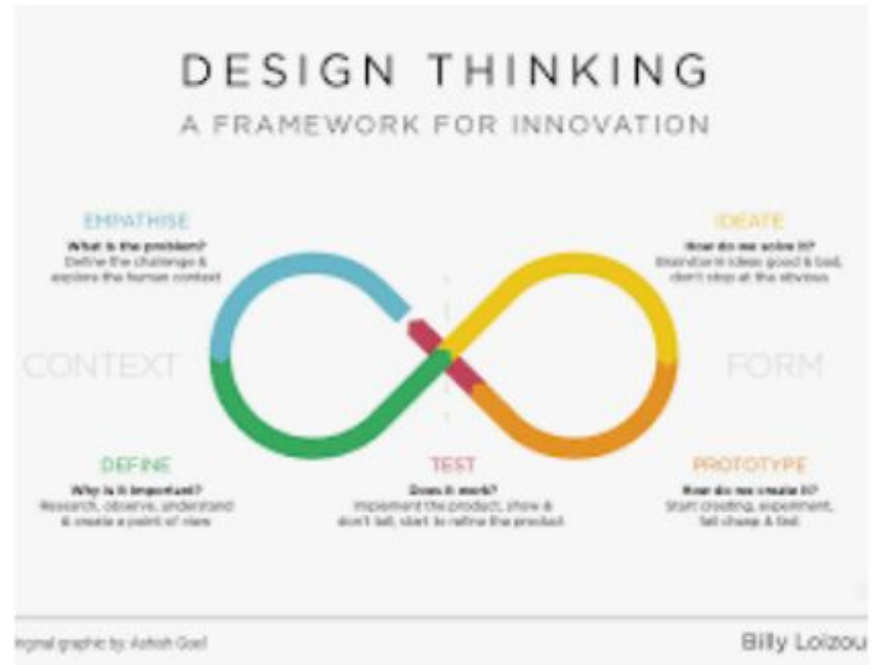 DESIGN THINKING
A FRAMEWORK FOR INNOVATION
EMPATHISE
What is the problem?
Define the challenge &
explore the human context
IDEATE
How do we solve it?
Brainstorm ideas good & bad,
don't stop at the obvious
CONTEXT
FORM
DEFINE
Why is it important?
Research, observe, understand
& create a point of view
TEST
Does it work?
Implement the product, show &
don't tell, start to refine the product
PROTOTYPE
How do we create it?
Start creating, experiment,
fail cheap & fast
graphic by Ashish Goel
Billy Loizou